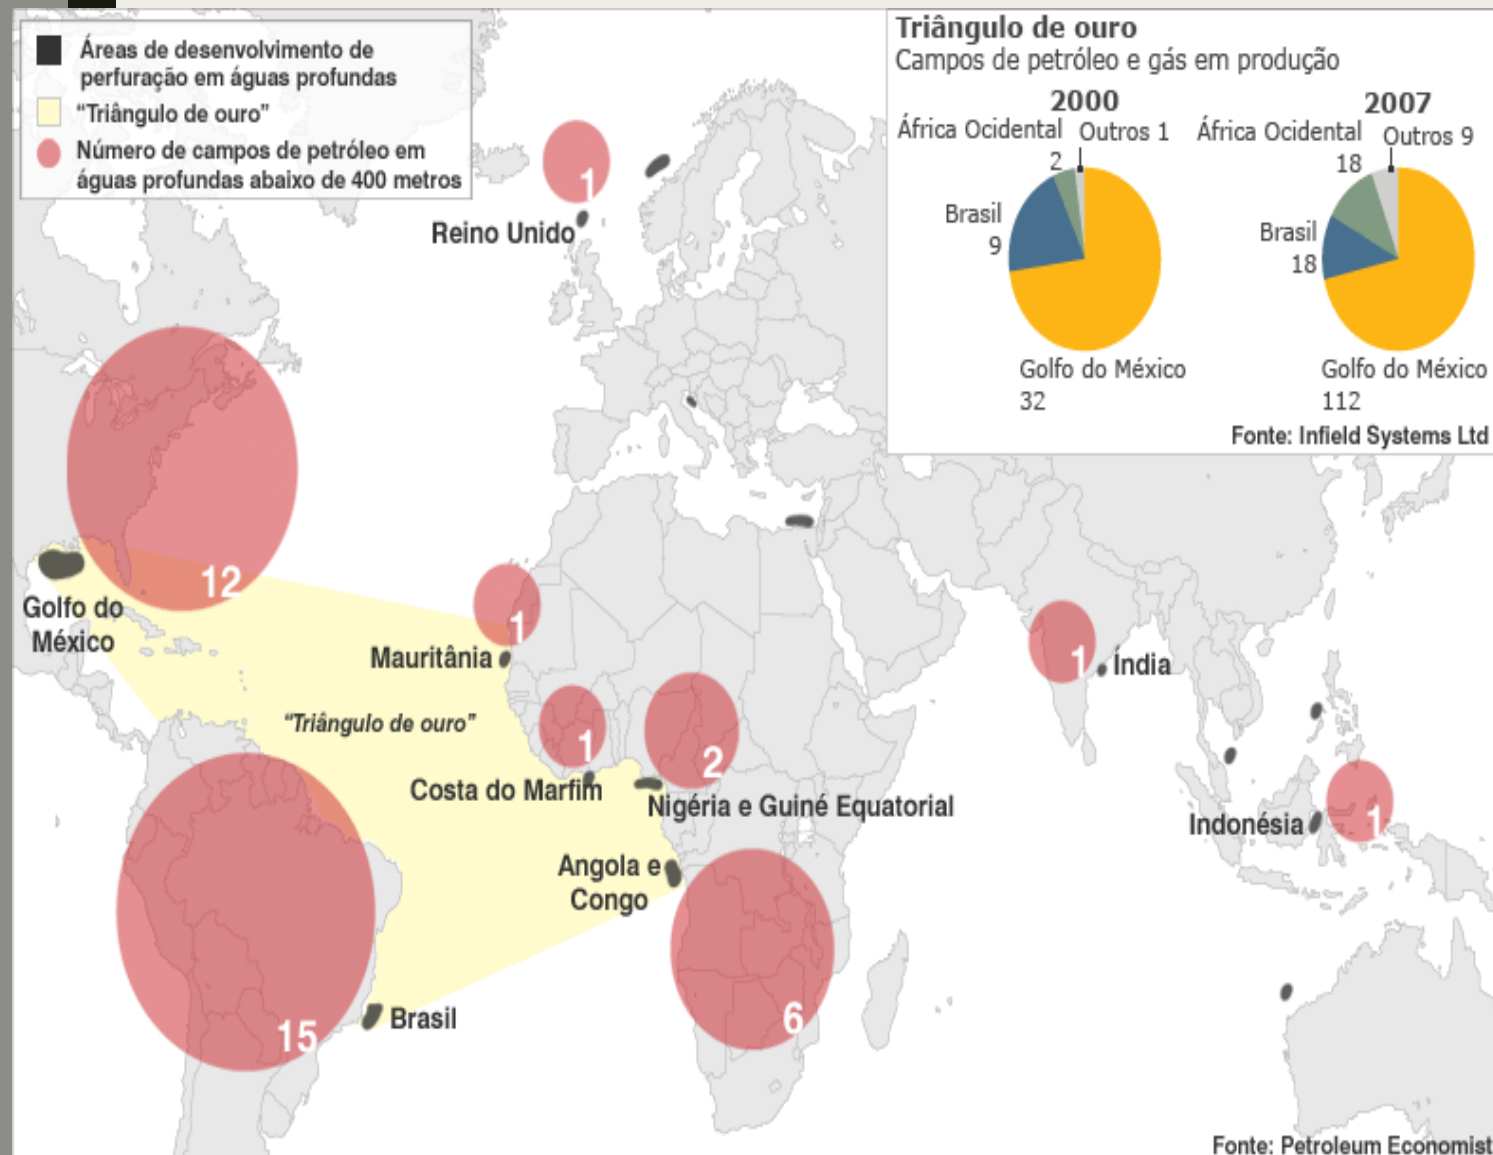 Áreas de desenvolvimento de
perfuração em águas profundas
“Triângulo de ouro”
Número de campos de petróleo em
águas profundas abaixo de 400 metros
Triângulo de ouro
Campos de petróleo e gás em produção
2000
África Ocidental
2
Outros 1
Brasil
9
Golfo do México
32
2007
África Ocidental
18
Outros 9
Brasil
18
Golfo do México
112
Fonte: Infield Systems Ltd
1
Reino Unido
12
Golfo do
México
1
Mauritânia
“Triângulo de ouro”
1
Costa do Marfim
2
Nigéria e Guiné Equatorial
1
Índia
1
Indonésia
Angola e
Congo
6
15
Brasil
Fonte: Petroleum Economist